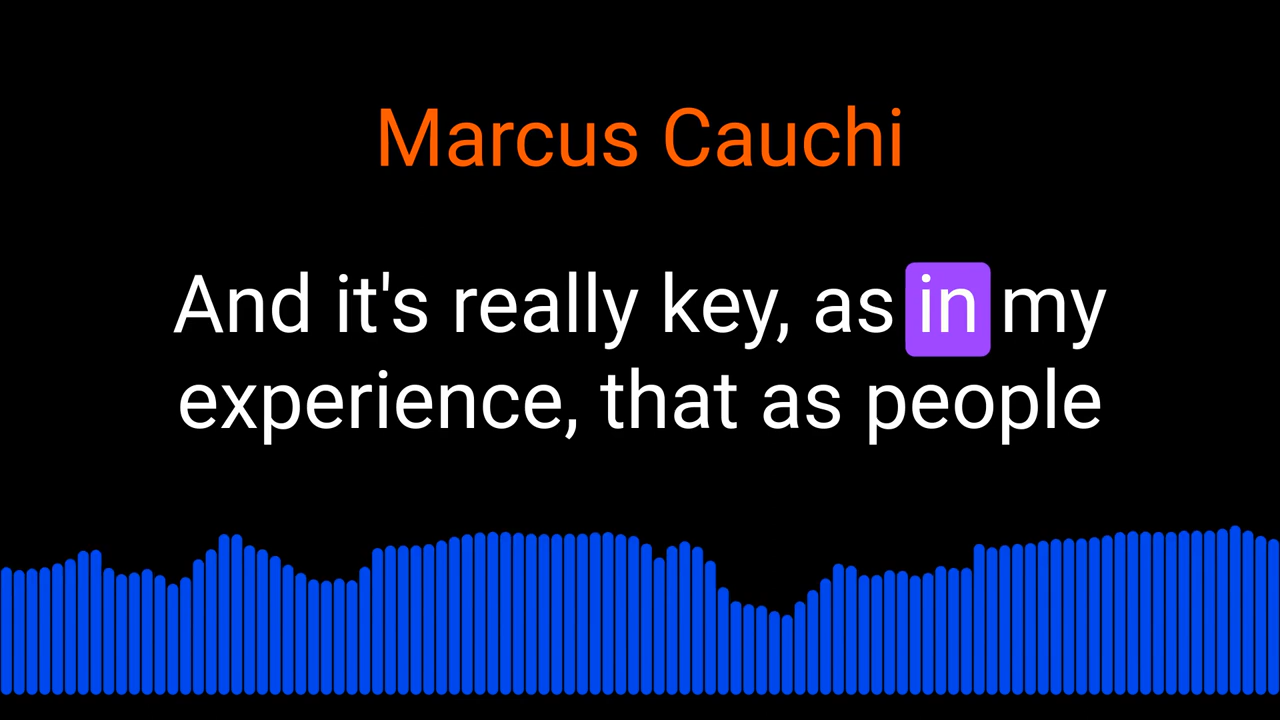 Marcus Cauchi
And it's really key, as in my
experience, that as people